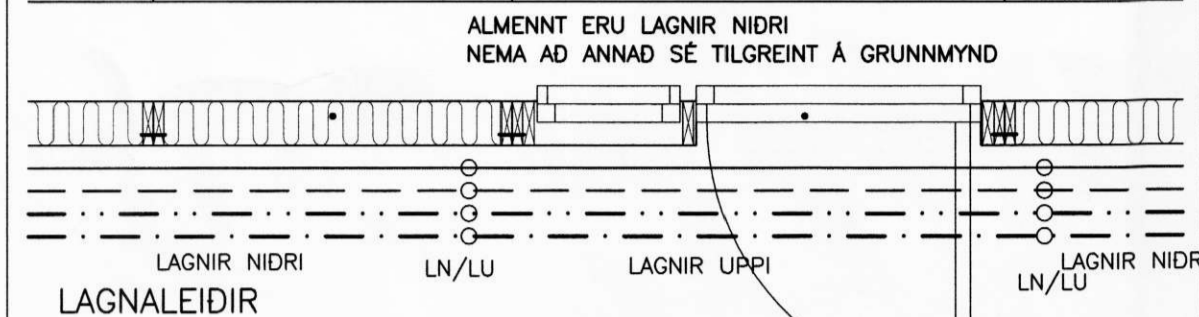 ALMENNT ERU LAGNIR NIÐRI
NEMA AÐ ANNAÐ SÉ TILGREINT Á GRUNNMYND
LAGNIR NIÐRI
LN/LU
LAGNIR UPPI
LN/LU
LAGNIR NIÐR
LAGNALEIÐIR